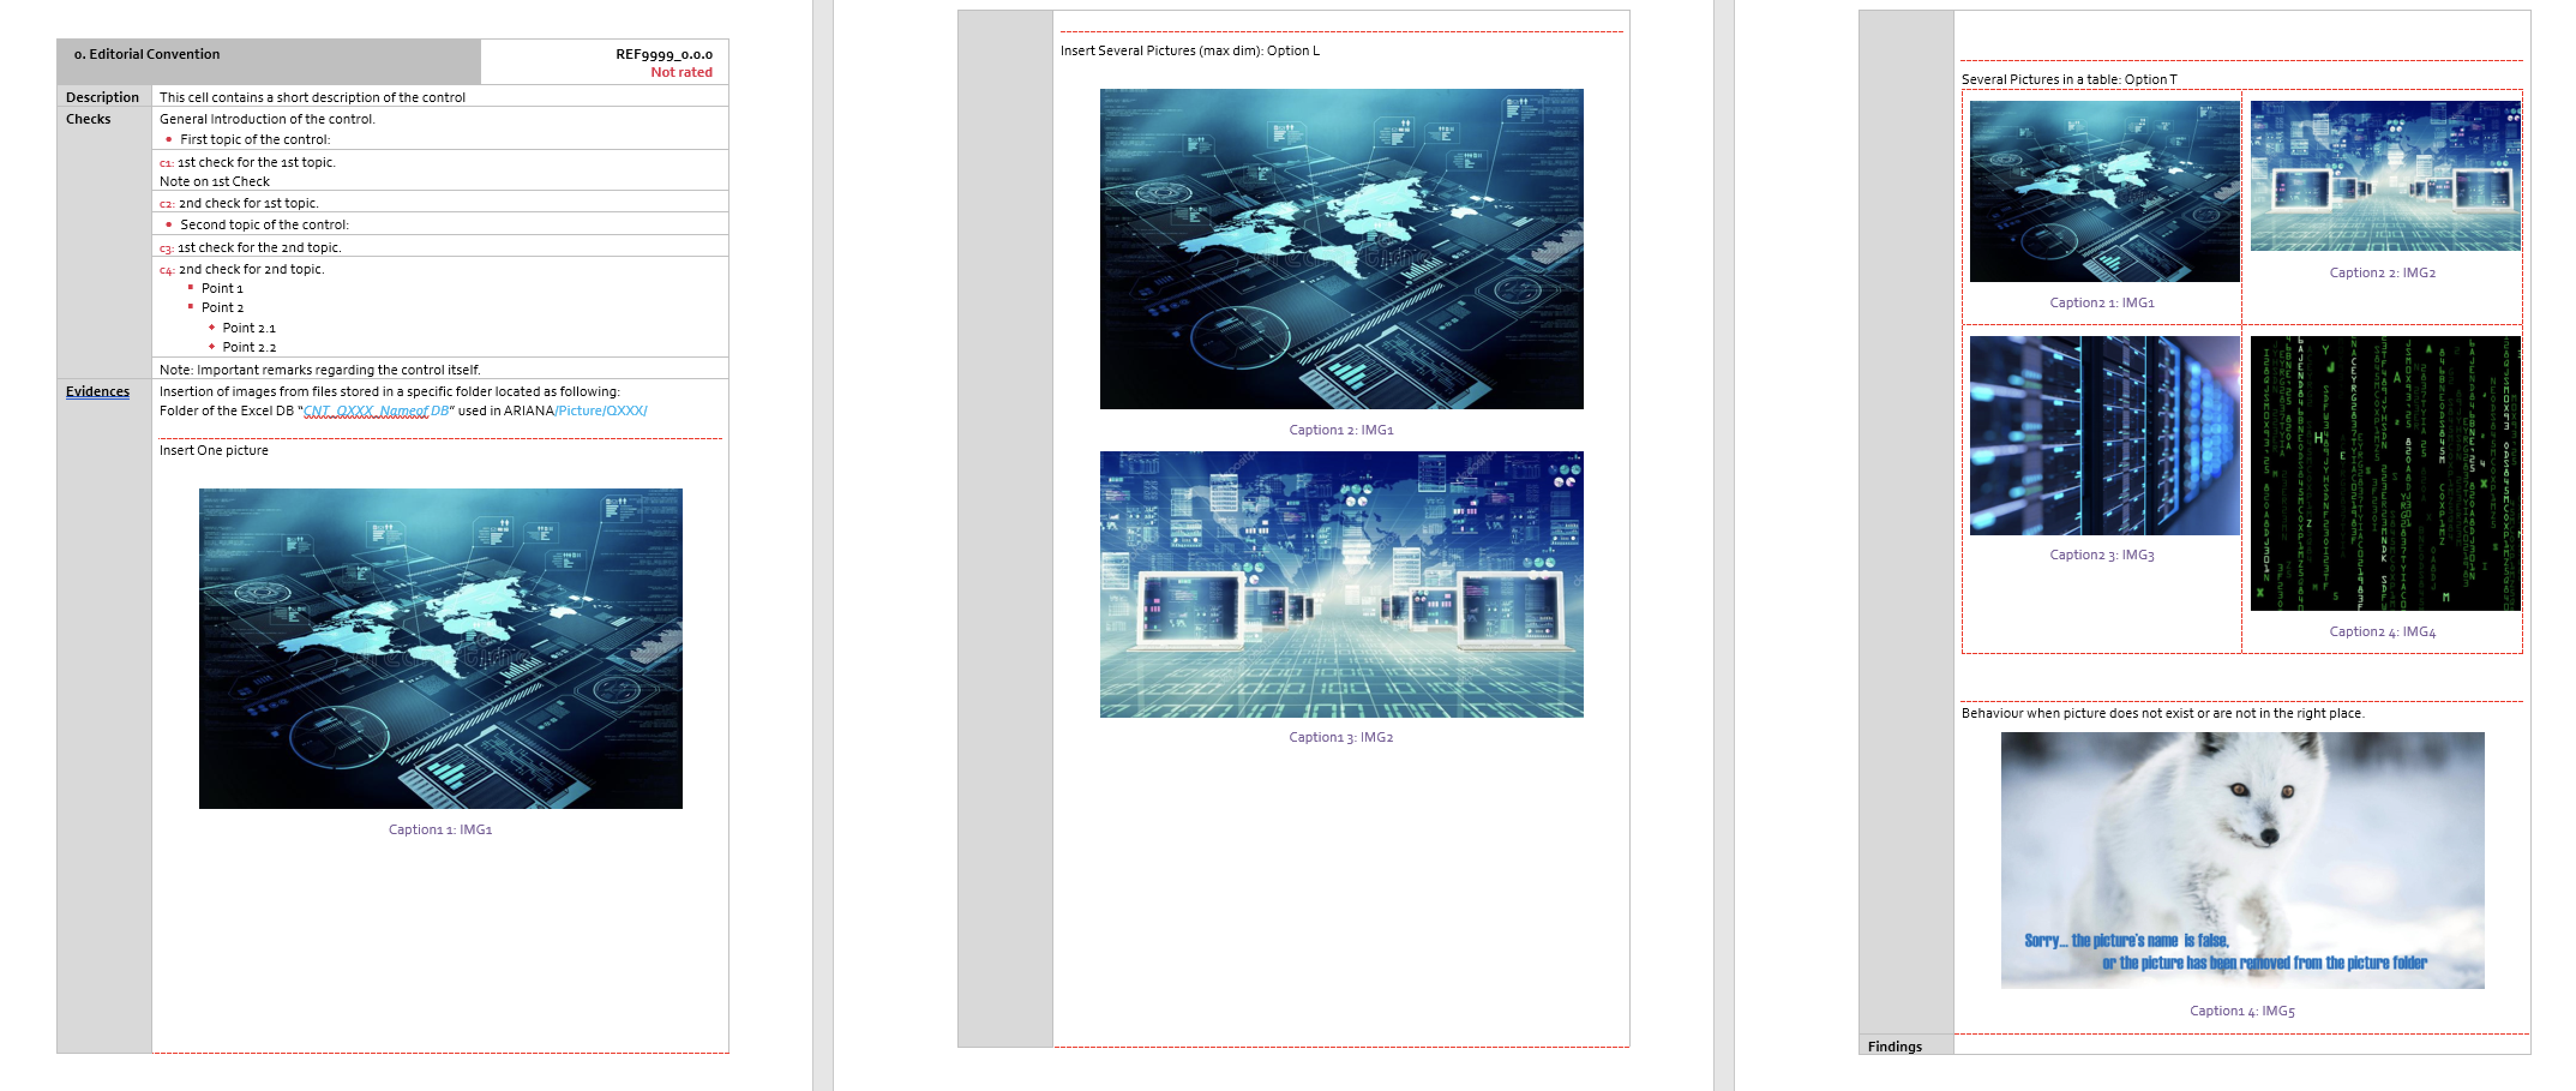 0. Editorial Convention
REF9999_0.0.0
Not rated
Description
This cell contains a short description of the control
Checks
General Introduction of the control.
• First topic of the control:
c1: 1st check for the 1st topic.
Note on 1st Check
c2: 2nd check for 1st topic.
• Second topic of the control:
c3: 1st check for the 2nd topic.
c4: 2nd check for 2nd topic.
▪ Point 1
▪ Point 2
◆ Point 2.1
◆ Point 2.2
Note: Important remarks regarding the control itself.
Evidences
Insertion of images from files stored in a specific folder located as following:
Folder of the Excel DB “CNT_QXXX_Nameof DB” used in ARIANA/Picture/QXXX/
Insert One picture
Caption1 1: IMG1
Insert Several Pictures (max dim): Option L
Caption1 2: IMG1
Caption1 3: IMG2
Several Pictures in a table: Option T
Caption2 1: IMG1
Caption2 2: IMG2
Caption2 3: IMG3
Caption2 4: IMG4
Behaviour when picture does not exist or are not in the right place.
Sorry... the picture's name is false,
or the picture has been removed from the picture folder
Caption1 4: IMG5
Findings